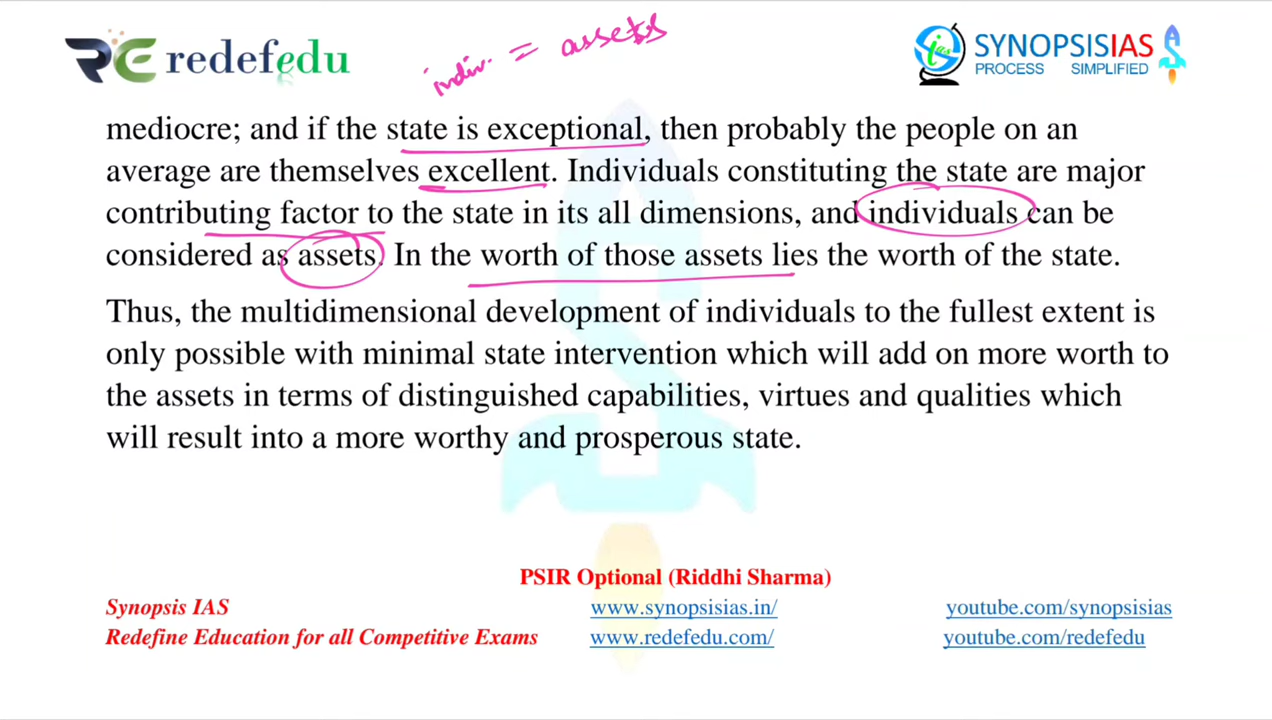 redefedu
indiv. = assets
SYNOPSISIAS
PROCESS SIMPLIFIED
mediocre; and if the state is exceptional, then probably the people on an
average are themselves excellent. Individuals constituting the state are major
contributing factor to the state in its all dimensions, and individuals can be
considered as assets. In the worth of those assets lies the worth of the state.
Thus, the multidimensional development of individuals to the fullest extent is
only possible with minimal state intervention which will add on more worth to
the assets in terms of distinguished capabilities, virtues and qualities which
will result into a more worthy and prosperous state.
PSIR Optional (Riddhi Sharma)
Synopsis IAS www.synopsisias.in/ youtube.com/synopsisias
Redefine Education for all Competitive Exams www.redefedu.com/ youtube.com/redefedu